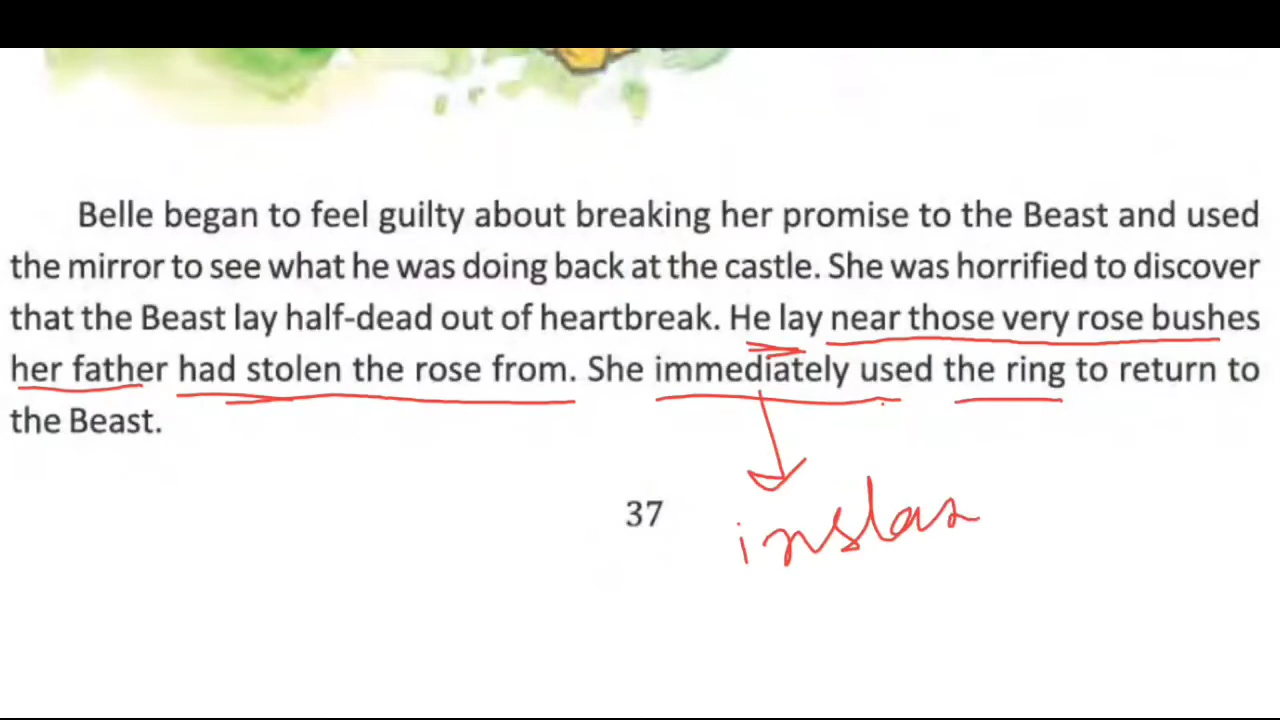 Belle began to feel guilty about breaking her promise to the Beast and used
the mirror to see what he was doing back at the castle. She was horrified to discover
that the Beast lay half-dead out of heartbreak. He lay near those very rose bushes
her father had stolen the rose from. She immediately used the ring to return to
the Beast.
37
instan